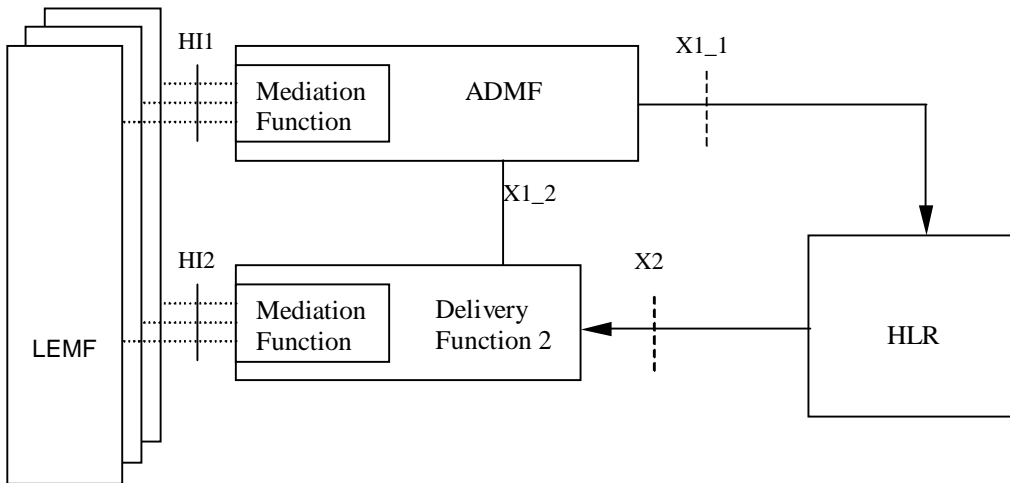 HI1
X1_1
Mediation
Function
ADMF
X1_2
HI2
X2
Mediation
Function
Delivery
Function 2
LEMF
HLR